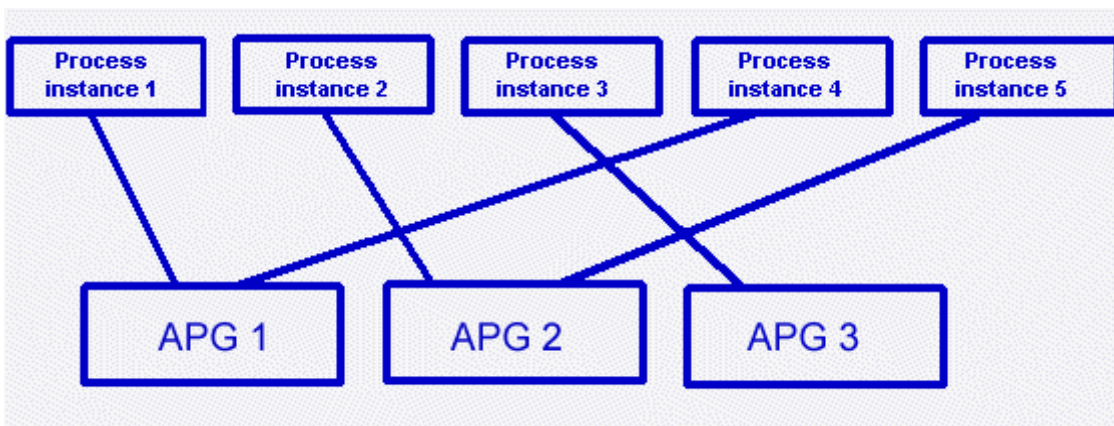 Process
instance 1
Process
instance 2
Process
instance 3
Process
instance 4
Process
instance 5
APG 1
APG 2
APG 3